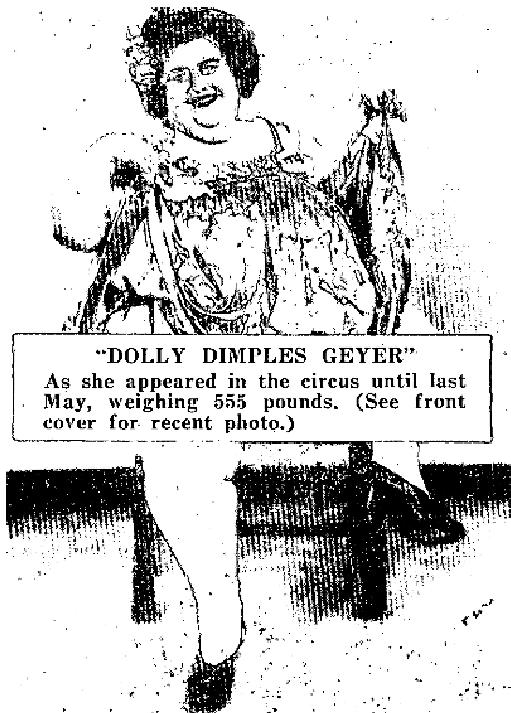 "DOLLY DIMPLES GEYER"
As she appeared in the circus until last
May, weighing 555 pounds. (See front
cover for recent photo.)